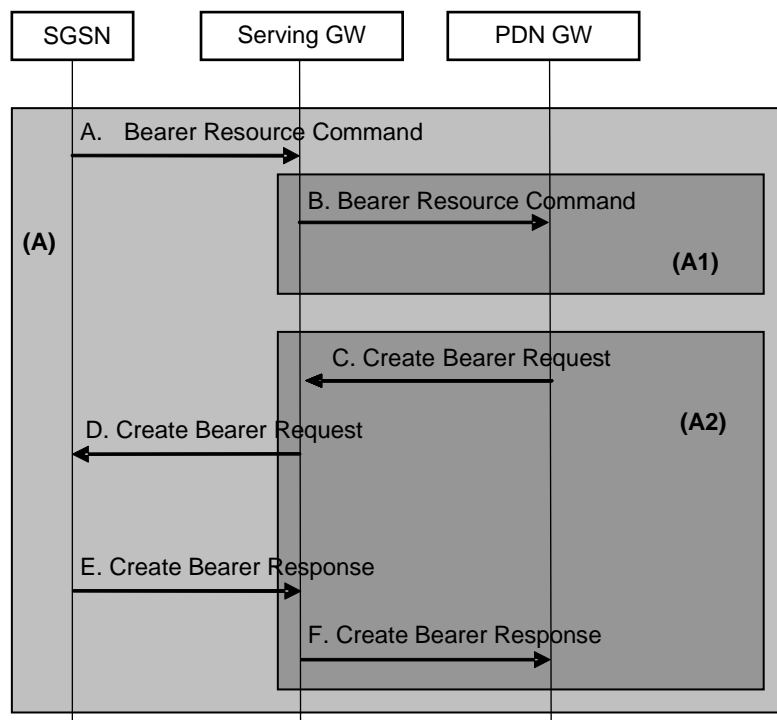 SGSN
Serving GW
PDN GW
A. Bearer Resource Command
B. Bearer Resource Command
(A)
(A1)
C. Create Bearer Request
(A2)
D. Create Bearer Request
E. Create Bearer Response
F. Create Bearer Response